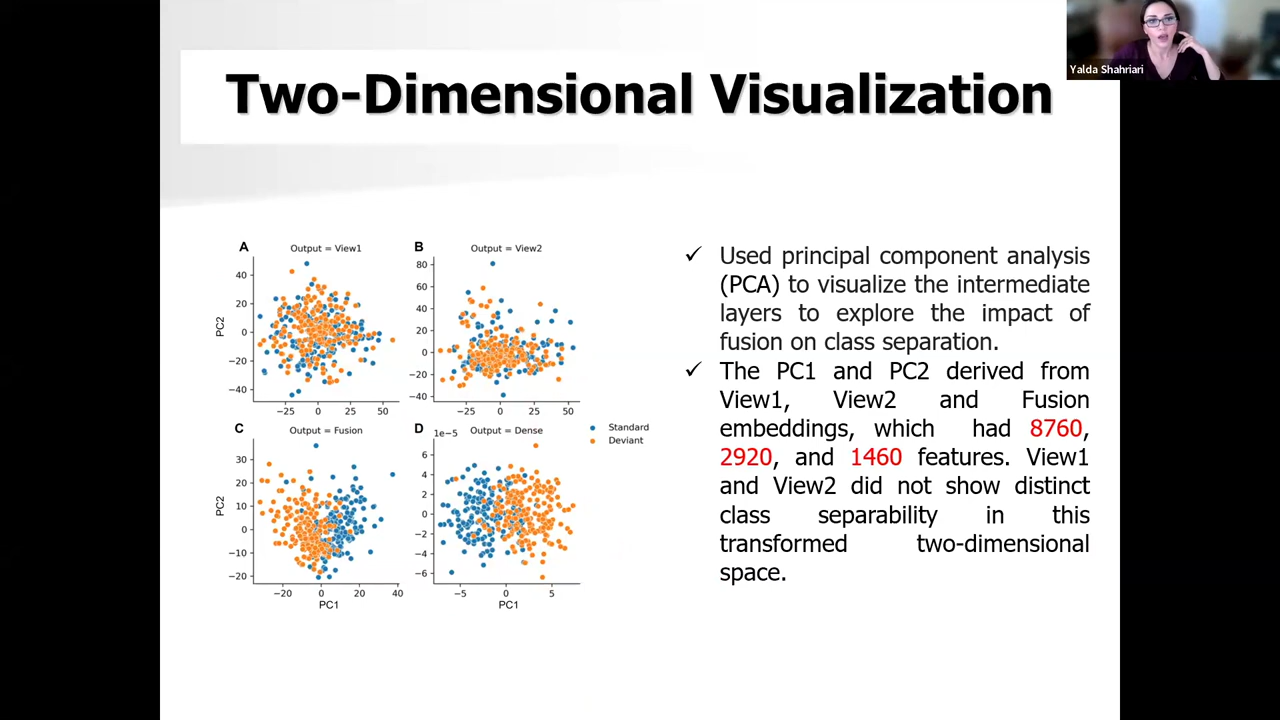 Yalda Shahriari
Two-Dimensional Visualization
A
Output = View1
PC2
40
20
0
−20
−40
−25
0
25
50
B
Output = View2
80
60
40
20
0
−20
−40
−25
0
25
50
C
Output = Fusion
PC2
30
20
10
0
−10
−20
−20
0
20
40
PC1
D
1e−5
Output = Dense
6
4
2
0
−2
−4
−6
−5
0
5
PC1
Standard
Deviant
✓ Used principal component analysis
(PCA) to visualize the intermediate
layers to explore the impact of
fusion on class separation.
✓ The PC1 and PC2 derived from
View1, View2 and Fusion
embeddings, which had 8760,
2920, and 1460 features. View1
and View2 did not show distinct
class separability in this
transformed two-dimensional
space.